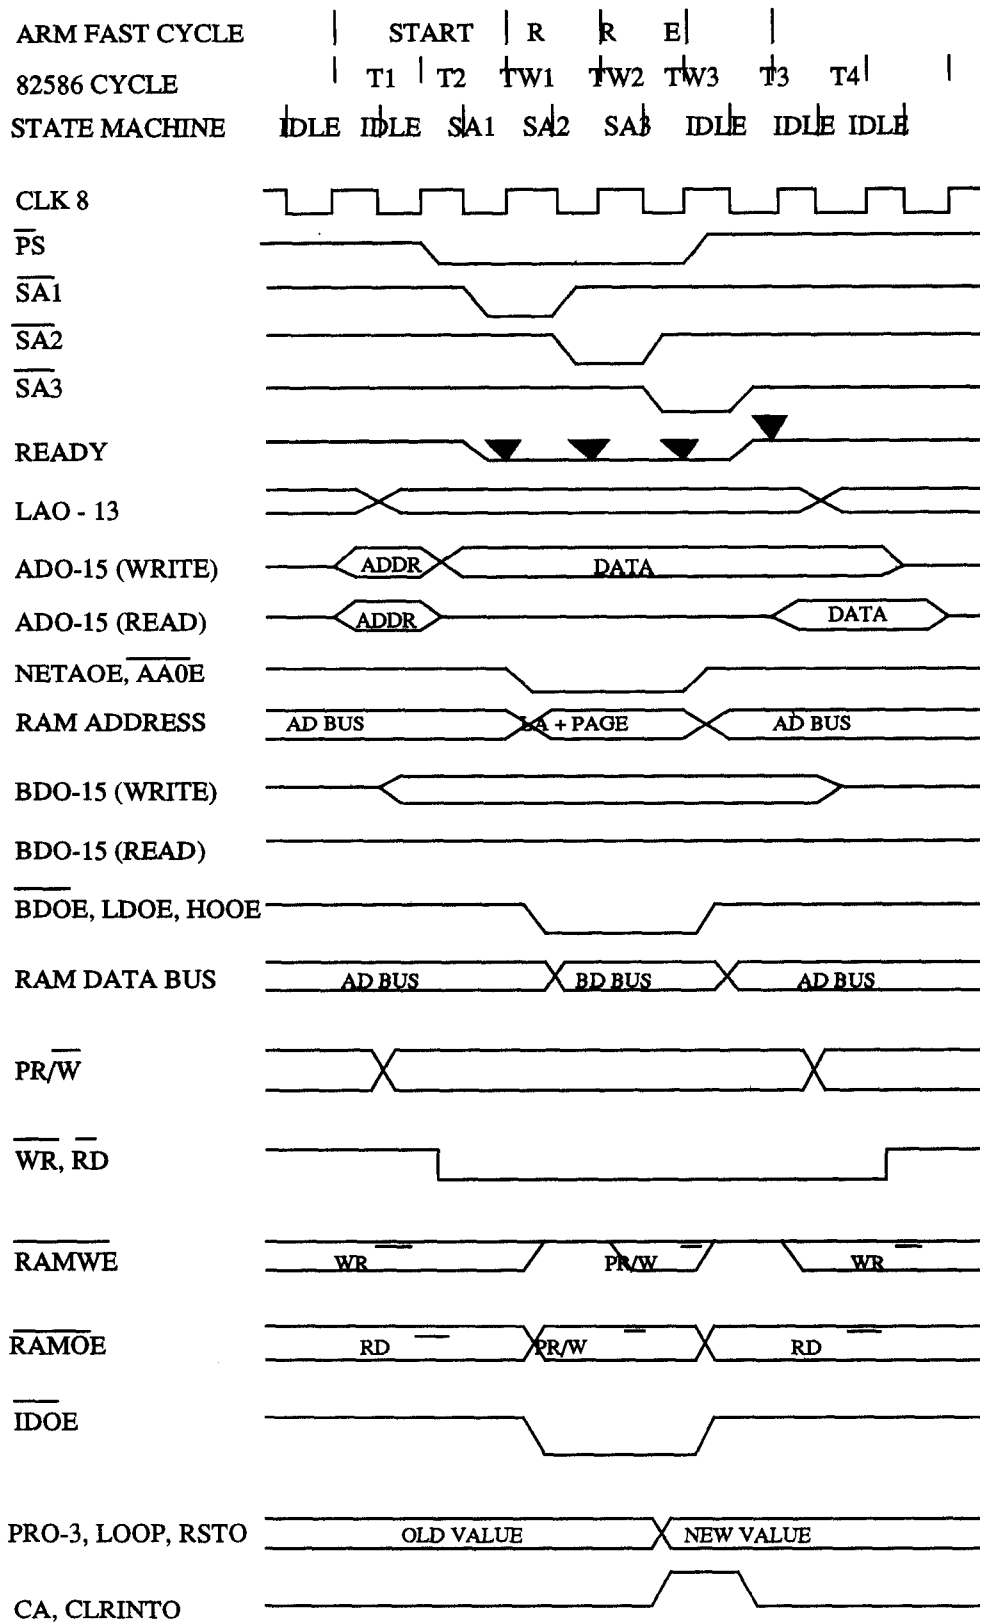 ARM FAST CYCLE START R R E
82586 CYCLE T1 T2 TW1 TW2 TW3 T3 T4
STATE MACHINE IDLE IDLE SA1 SA2 SA3 IDLE IDLE IDLE
CLK 8
PS
SA1
SA2
SA3
READY
LAO - 13
ADO-15 (WRITE) ADDR DATA
ADO-15 (READ) ADDR DATA
NETAOE, AA0E
RAM ADDRESS AD BUS LA + PAGE AD BUS
BDO-15 (WRITE)
BDO-15 (READ)
BDOE, LDOE, HOOE
RAM DATA BUS AD BUS BD BUS AD BUS
PR/W
WR, RD
RAMWE WR PR/W WR
RAMOE RD PR/W RD
IDOE
PRO-3, LOOP, RSTO OLD VALUE NEW VALUE
CA, CLRINTO